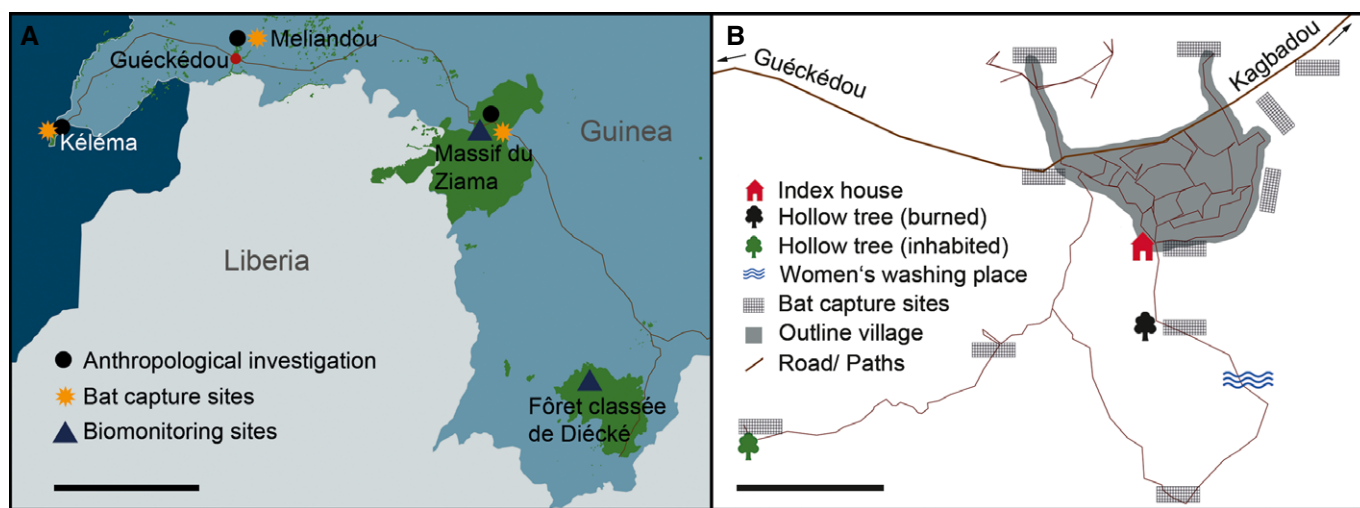 A
Meliandou
Guéckédou
Kéléma
Guinea
Massif du
Ziama
Liberia
Anthropological investigation
Bat capture sites
Biomonitoring sites
Fôret classée
de Diécké
B
Guéckédou
Kagbadou
Index house
Hollow tree (burned)
Hollow tree (inhabited)
Women‘s washing place
Bat capture sites
Outline village
Road/ Paths